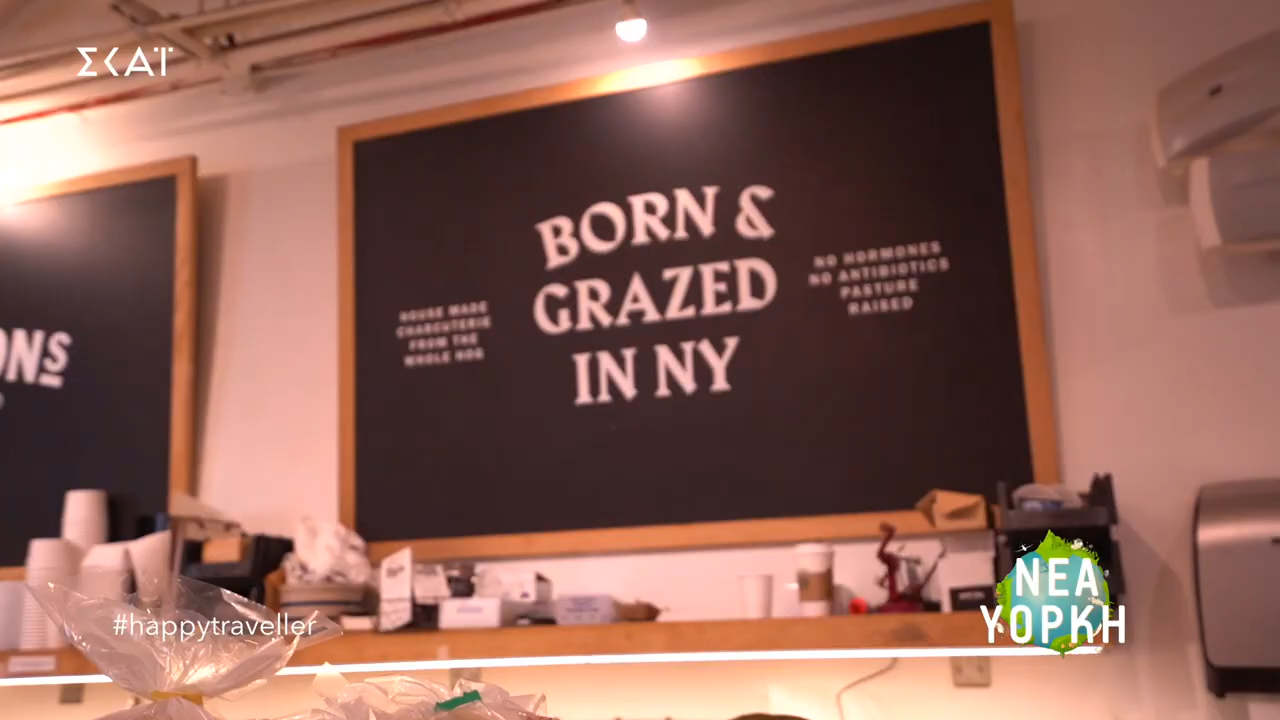 ΣΚΑΪ
BORN &
GRAZED
IN NY
HOUSE MADE
CHARCUTERIE
FROM THE
WHOLE HOG
NO HORMONES
NO ANTIBIOTICS
PASTURE
RAISED
ONs
#happytraveller
ΝΕΑ
ΥΟΡΚΗ